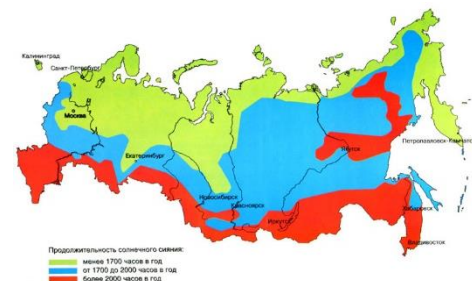 Калининград
Санкт-Петербург
Москва
Екатеринбург
Новосибирск
Красноярск
Иркутск
Якутск
Петропавловск-Камчатс
Хабаровск
Владивосток
Продолжительность солнечного сияния:
менее 1700 часов в год
от 1700 до 2000 часов в год
более 2000 часов в год